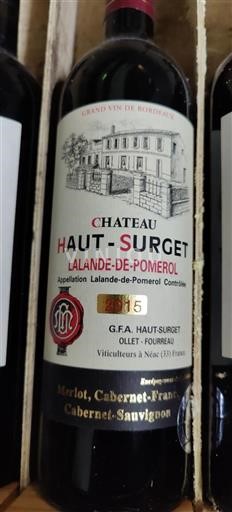 GRAND VIN DE BORDEAUX
CHATEAU
HAUT-SURGET
LALANDE-DE-POMEROL
Appellation Lalande-de-Pomerol Contrôlée
2015
G.F.A. HAUT-SURGET
OLLET - FOURREAU
Viticulteurs à Néac (33) France
Merlot, Cabernet-Franc,
Cabernet-Sauvignon